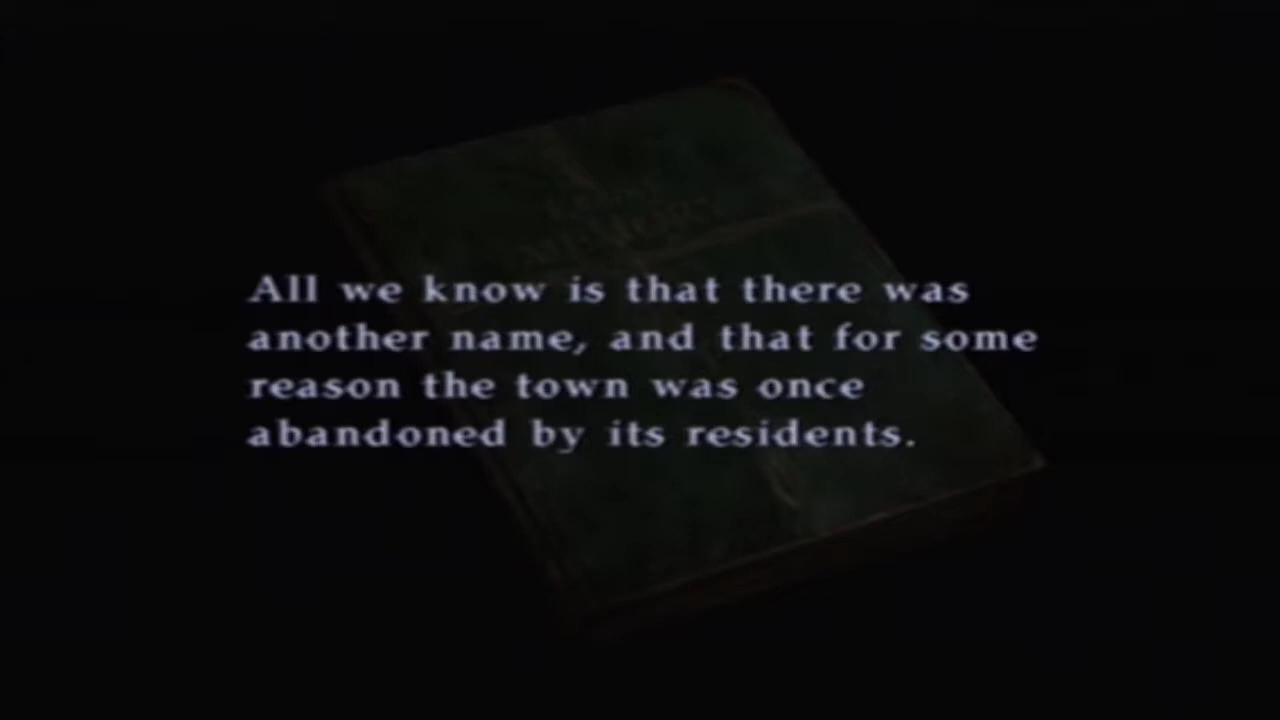 All we know is that there was
another name, and that for some
reason the town was once
abandoned by its residents.